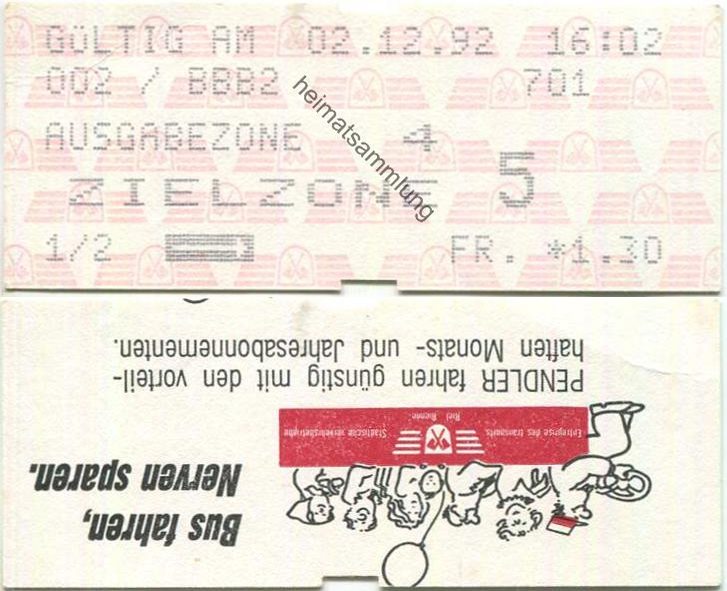 GÜLTIG AM 02.12.92 16:02
002 / BBB2 701
AUSGABEZONE 4
ZIELZONE 5
1/2 FR. *1.30
heimatsammlung
Bus fahren,
Nerven sparen.
Entreprise des transports Städtische Verkehrsbetriebe
Biel Bienne
PENDLER fahren günstig mit den vorteil-
haften Monats- und Jahresabonnementen.